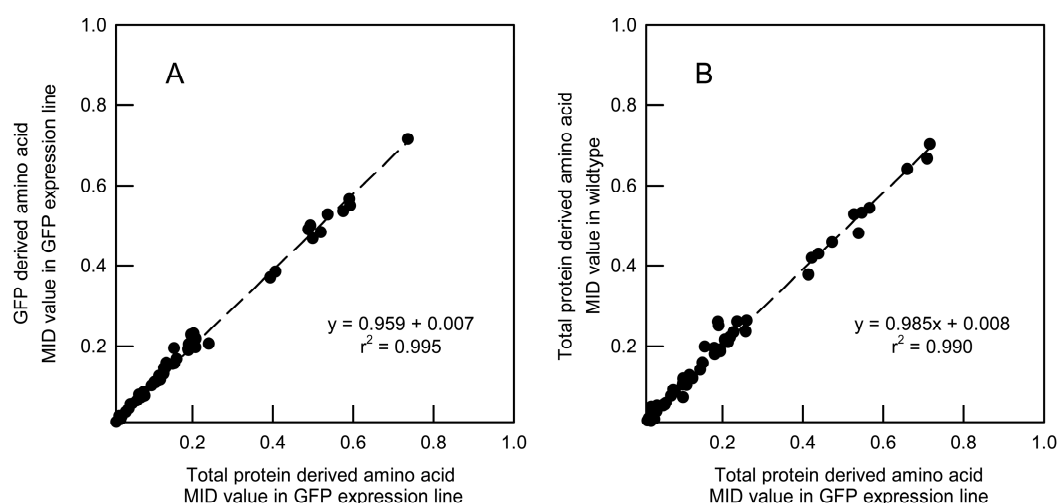 A
GFP derived amino acid
MID value in GFP expression line
1.0
0.8
0.6
0.4
0.2
y = 0.959 + 0.007
r² = 0.995
0.2 0.4 0.6 0.8 1.0
Total protein derived amino acid
MID value in GFP expression line
B
Total protein derived amino acid
MID value in wildtype
1.0
0.8
0.6
0.4
0.2
y = 0.985x + 0.008
r² = 0.990
0.2 0.4 0.6 0.8 1.0
Total protein derived amino acid
MID value in GFP expression line